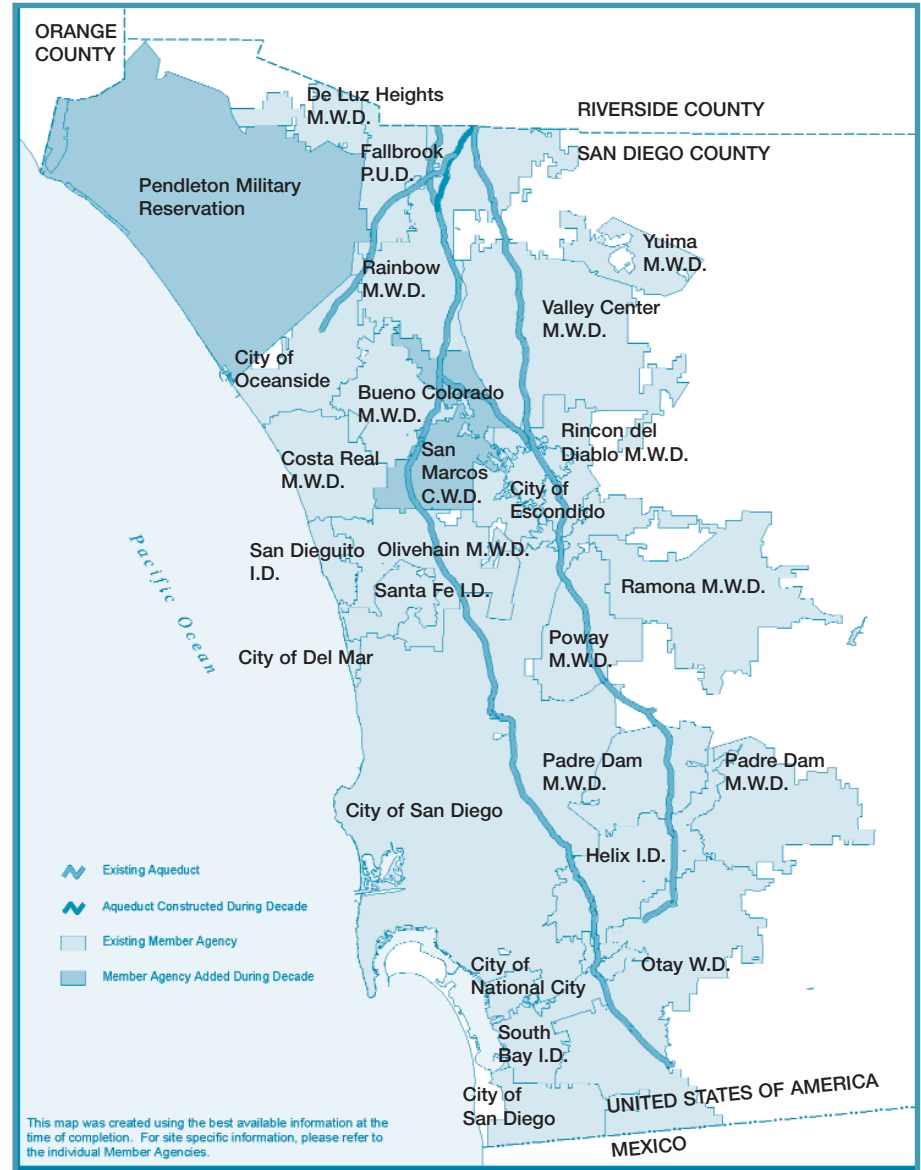 ORANGE
COUNTY
De Luz Heights
M.W.D.
RIVERSIDE COUNTY
Fallbrook
P.U.D.
SAN DIEGO COUNTY
Pendleton Military
Reservation
Yuima
M.W.D.
Rainbow
M.W.D.
Valley Center
M.W.D.
City of
Oceanside
Bueno Colorado
M.W.D.
Rincon del
Diablo M.W.D.
Costa Real
M.W.D.
San
Marcos
C.W.D.
City of
Escondido
San Dieguito
I.D.
Olivehain M.W.D.
Santa Fe I.D.
Ramona M.W.D.
Pacific Ocean
City of Del Mar
Poway
M.W.D.
Padre Dam
M.W.D.
Padre Dam
M.W.D.
City of San Diego
Helix I.D.
Existing Aqueduct
Aqueduct Constructed During Decade
Existing Member Agency
Member Agency Added During Decade
City of
National City
Otay W.D.
South
Bay I.D.
City of
San Diego
UNITED STATES OF AMERICA
MEXICO
This map was created using the best available information at the
time of completion. For site specific information, please refer to
the individual Member Agencies.